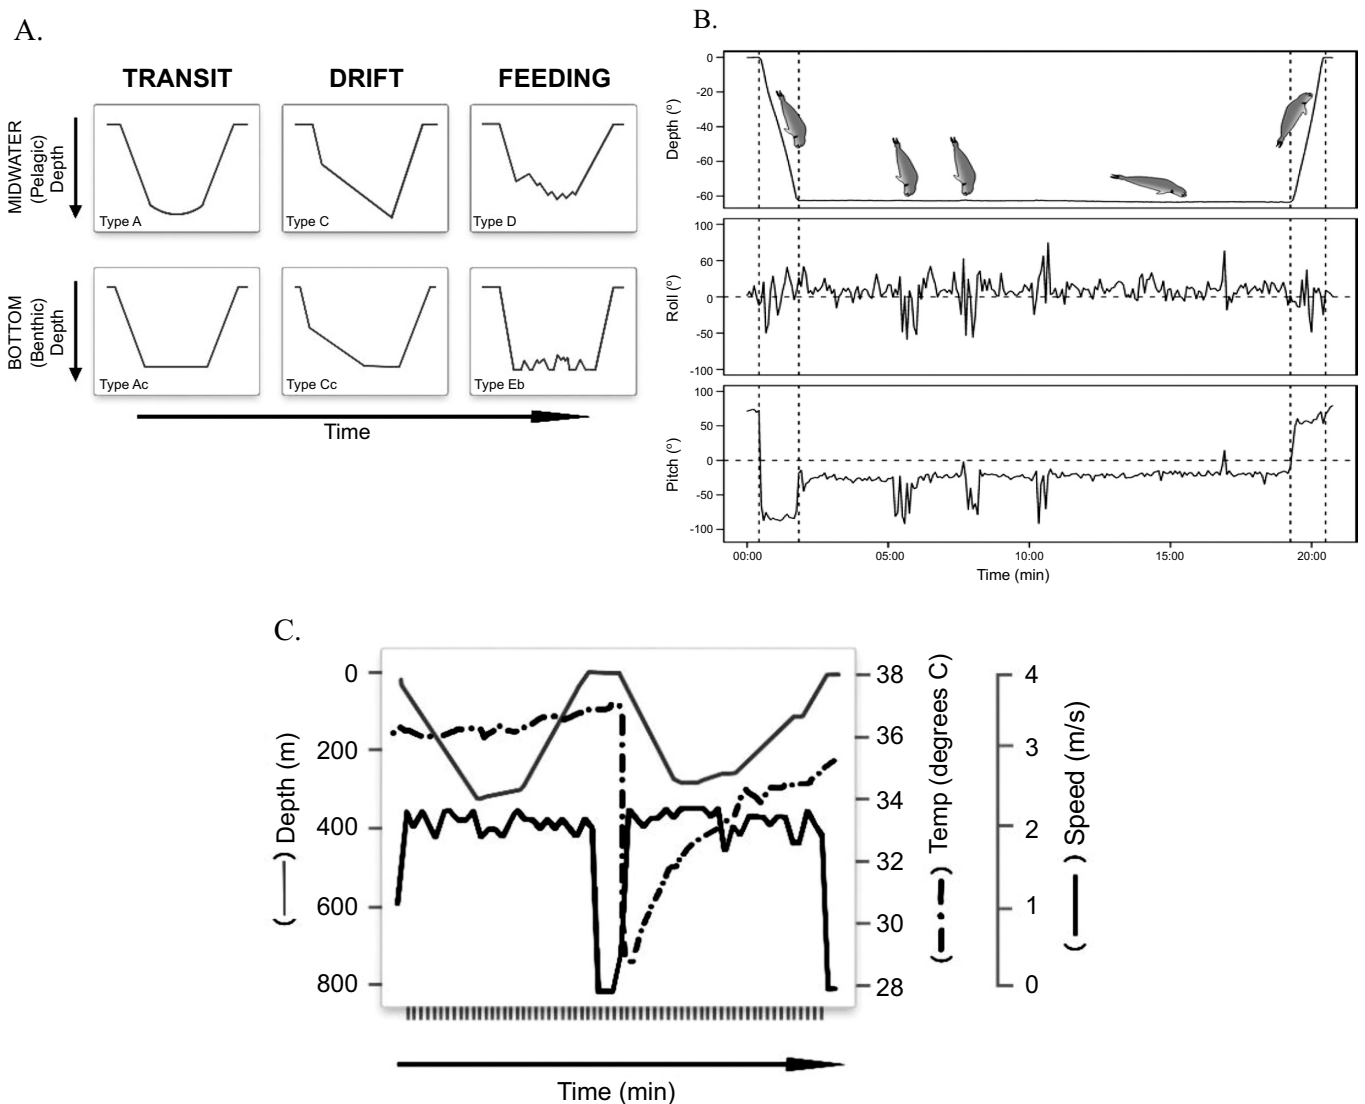 A.
TRANSIT DRIFT FEEDING
MIDWATER
(Pelagic)
Depth
Type A Type C Type D
BOTTOM
(Benthic)
Depth
Type Ac Type Cc Type Eb
Time
B.
Depth (°)
0
-20
-40
-60
Roll (°)
100
60
0
-50
-100
Pitch (°)
100
50
0
-50
-100
00:00 05:00 10:00 15:00 20:00
Time (min)
C.
( ) Depth (m)
0
200
400
600
800
38
36
34
32
30
28
( ) Temp (degrees C)
4
3
2
1
0
( ) Speed (m/s)
Time (min)